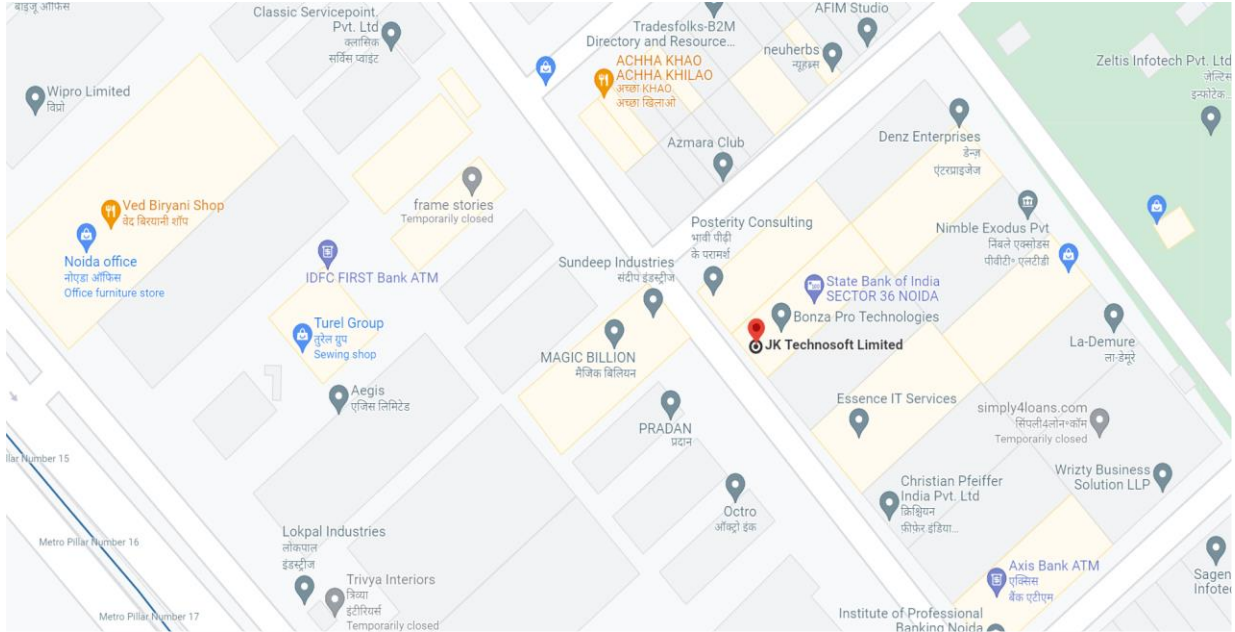 बाइजू ऑफिस
Classic Servicepoint.
Pvt. Ltd
क्लासिक
सर्विस प्वाइंट
Tradesfolks-B2M
Directory and Resource...
AFIM Studio
neuherbs
न्यूहर्ब्स
ACHHA KHAO
ACHHA KHILAO
अच्छा KHAO
अच्छा खिलाओ
Zeltis Infotech Pvt. Ltd
जेल्टिस
इन्फोटेक...
Wipro Limited
विप्रो
Azmara Club
Denz Enterprises
डेन्ज़
एंटरप्राइजेज
Ved Biryani Shop
वेद बिरयानी शॉप
frame stories
Temporarily closed
Posterity Consulting
भावी पीढ़ी
के परामर्श
Nimble Exodus Pvt
निंबले एक्सोडस
पीवीटी॰ एलटीडी
Noida office
नोएडा ऑफिस
Office furniture store
IDFC FIRST Bank ATM
Sundeep Industries
संदीप इंडस्ट्रीज
State Bank of India
SECTOR 36 NOIDA
Bonza Pro Technologies
JK Technosoft Limited
Turel Group
तुरेल ग्रुप
Sewing shop
MAGIC BILLION
मैजिक बिलियन
La-Demure
ला-डेमूरे
Aegis
एजिस लिमिटेड
Essence IT Services
simply4loans.com
सिंपली4लोन॰कॉम
Temporarily closed
PRADAN
प्रदान
llar Number 15
Wrizty Business
Solution LLP
Christian Pfeiffer
India Pvt. Ltd
क्रिश्चियन
फ़ीफ़ेर इंडिया...
Octro
ऑक्ट्रो इंक
Metro Pillar Number 16
Lokpal Industries
लोकपाल
इंडस्ट्रीज
Trivya Interiors
त्रिव्या
इंटीरियर्स
Temporarily closed
Axis Bank ATM
एक्सिस
बैंक एटीएम
Sagen
Infote
Metro Pillar Number 17
Institute of Professional
Banking Noida